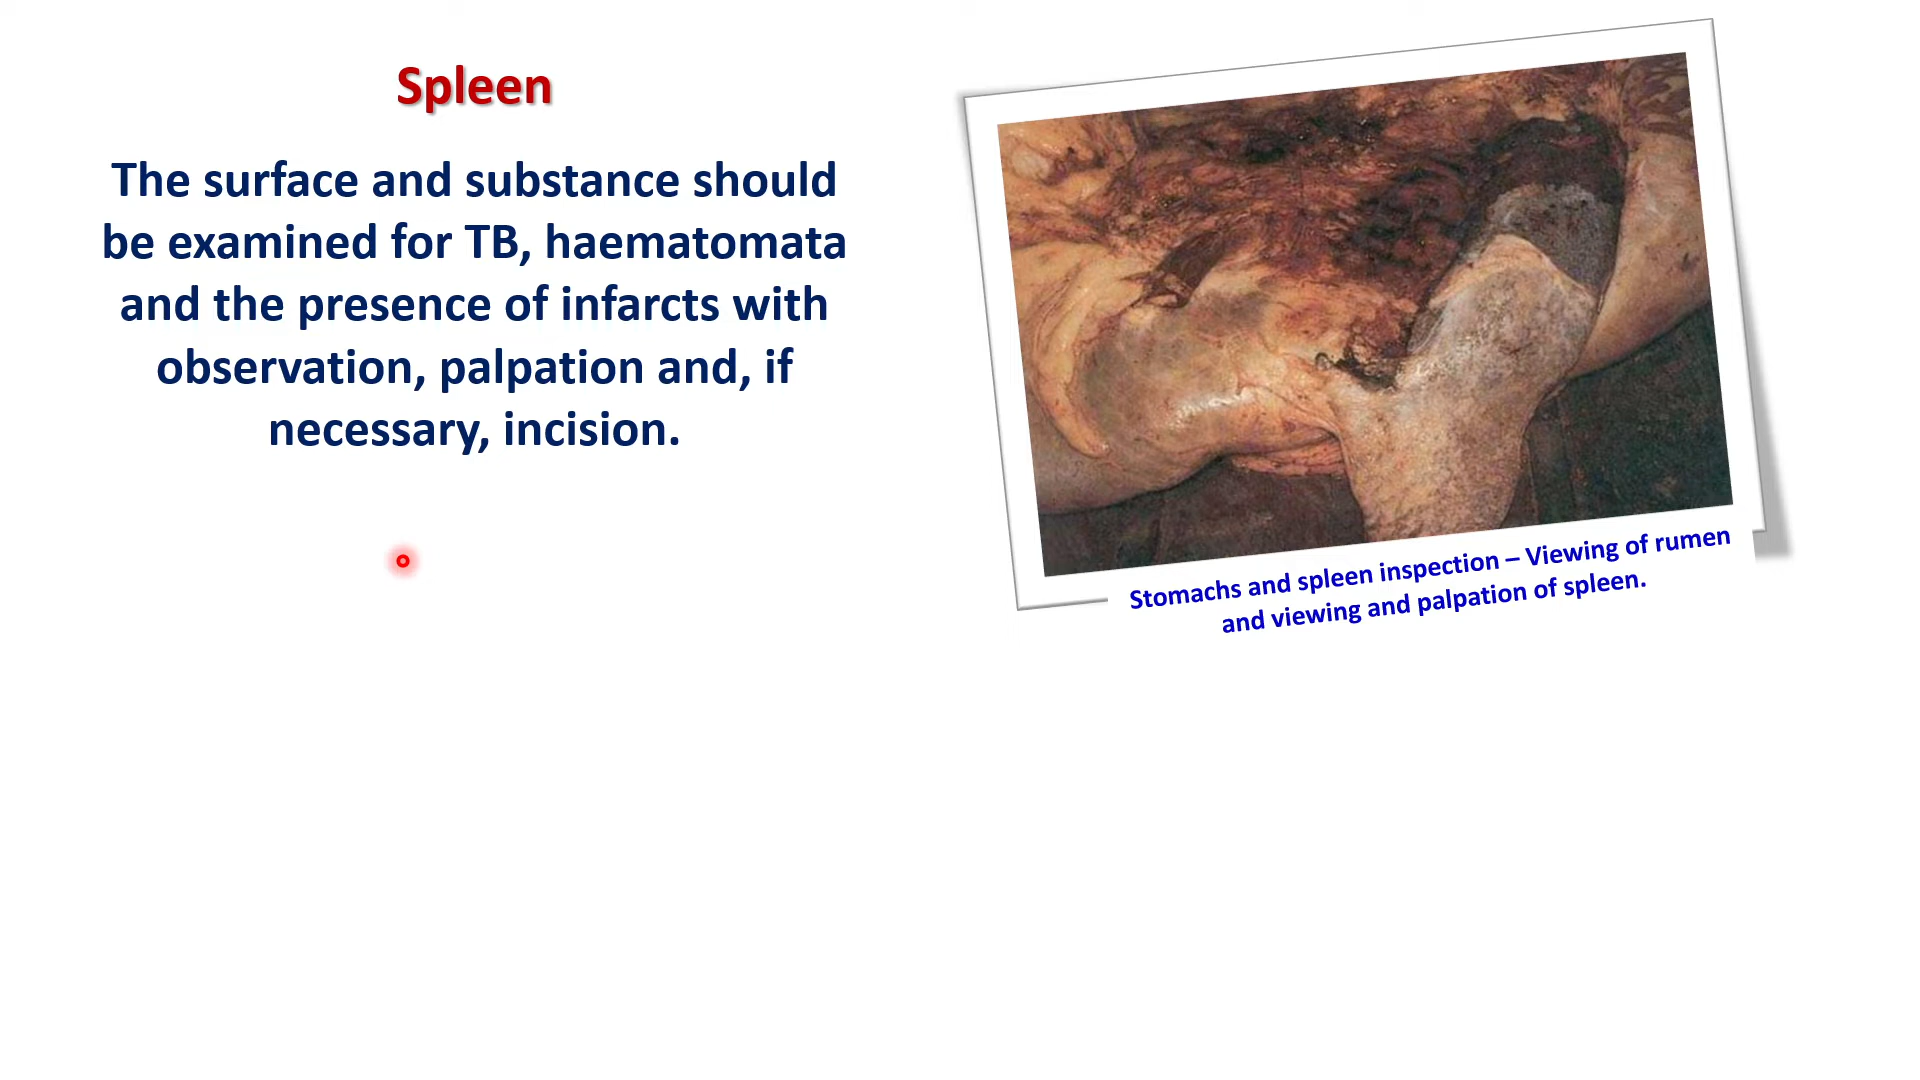 Spleen
The surface and substance should
be examined for TB, haematomata
and the presence of infarcts with
observation, palpation and, if
necessary, incision.
Stomachs and spleen inspection – Viewing of rumen
and viewing and palpation of spleen.